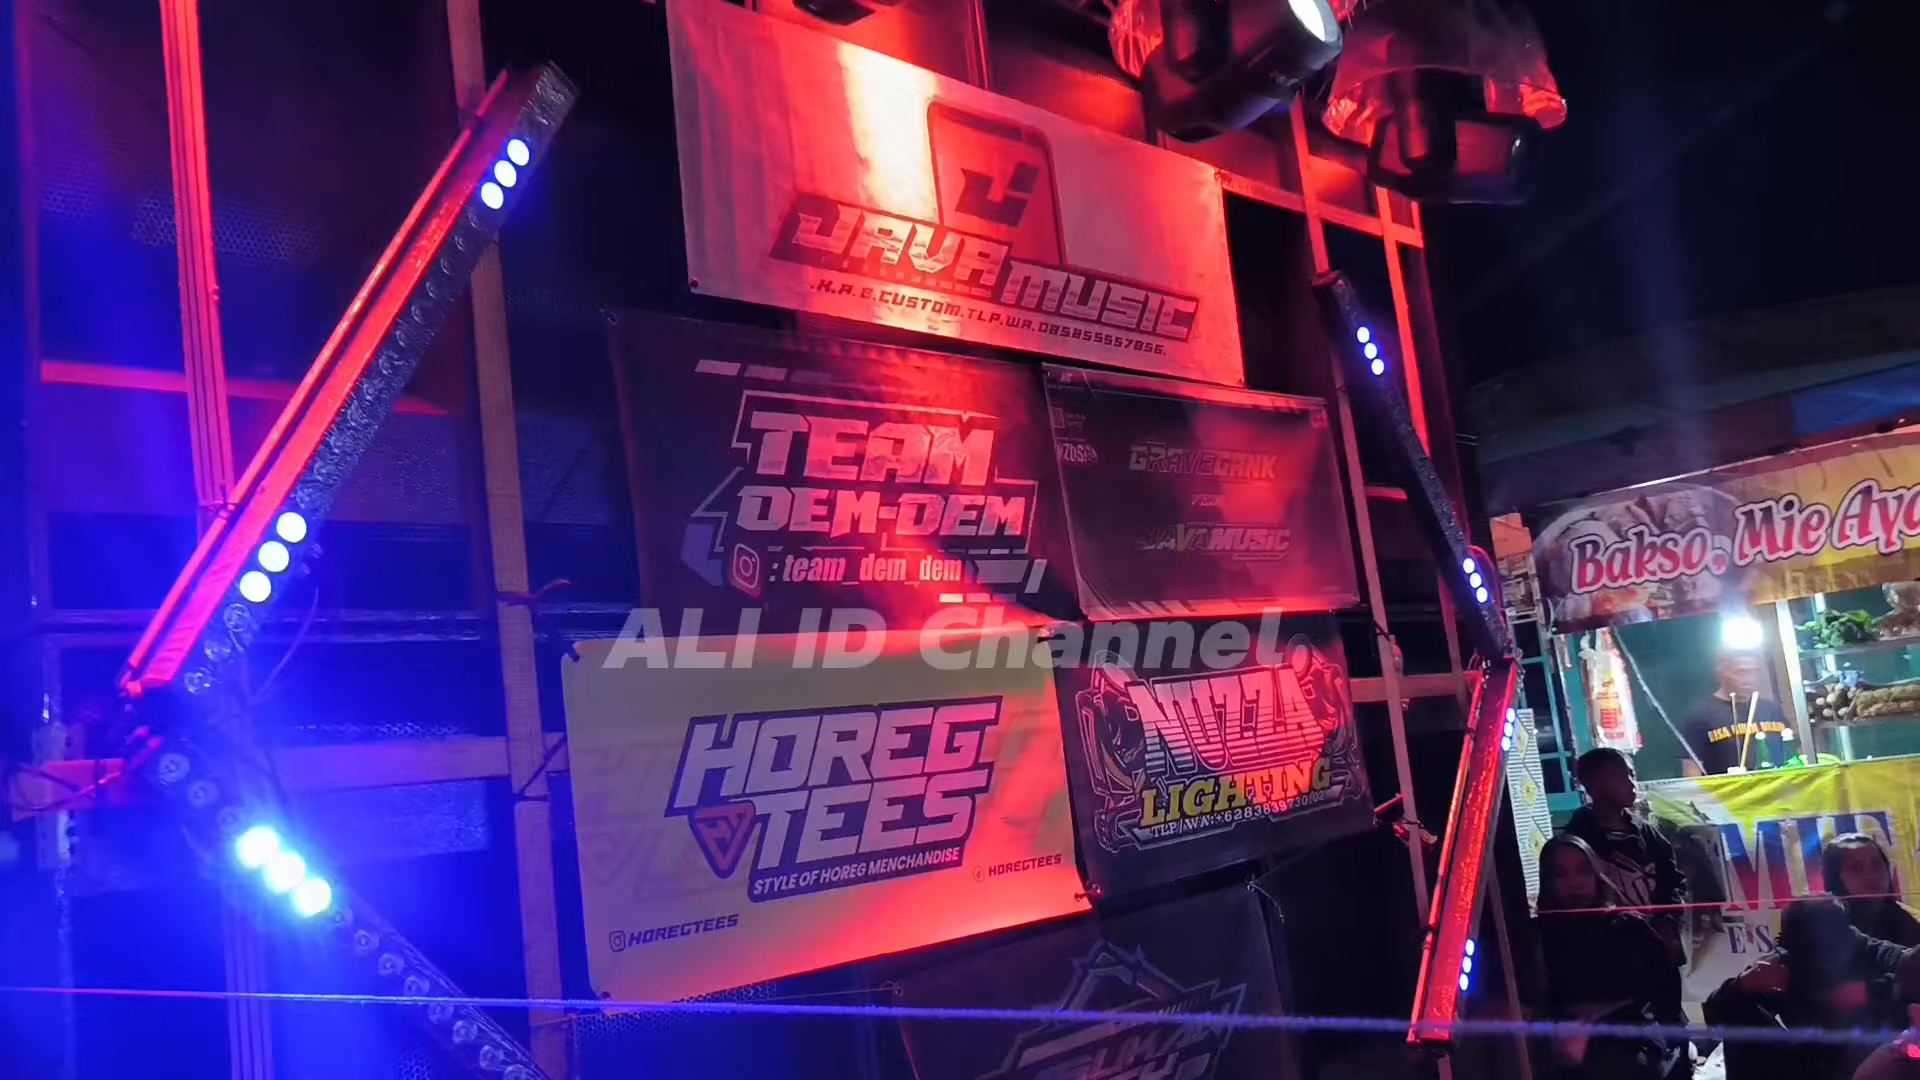 JAVA MUSIC
.K.A.B.CUSTOM.TLP.WA.085855557856.
TEAM
DEM-DEM
: team_dem_dem
GRAVEGANK
JAVAMUSIC
ALI ID Channel
HOREG
TEES
STYLE OF HOREG MENCHANDISE
HOREGTEES
HOREGTEES
NUZZA
LIGHTING
Bakso, Mie Aya
MIE